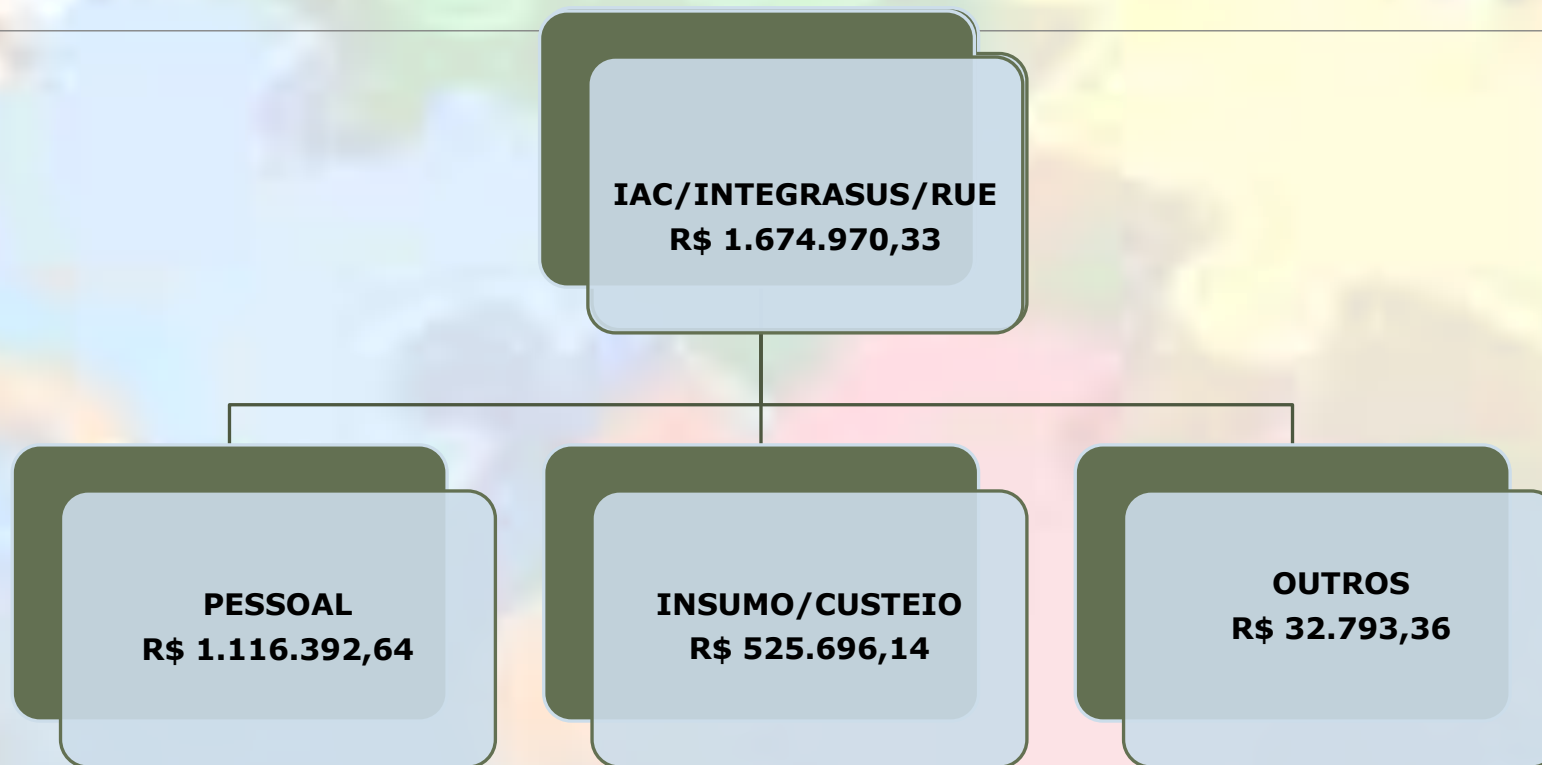 IAC/INTEGRASUS/RUE
R$ 1.674.970,33
PESSOAL
R$ 1.116.392,64
INSUMO/CUSTEIO
R$ 525.696,14
OUTROS
R$ 32.793,36